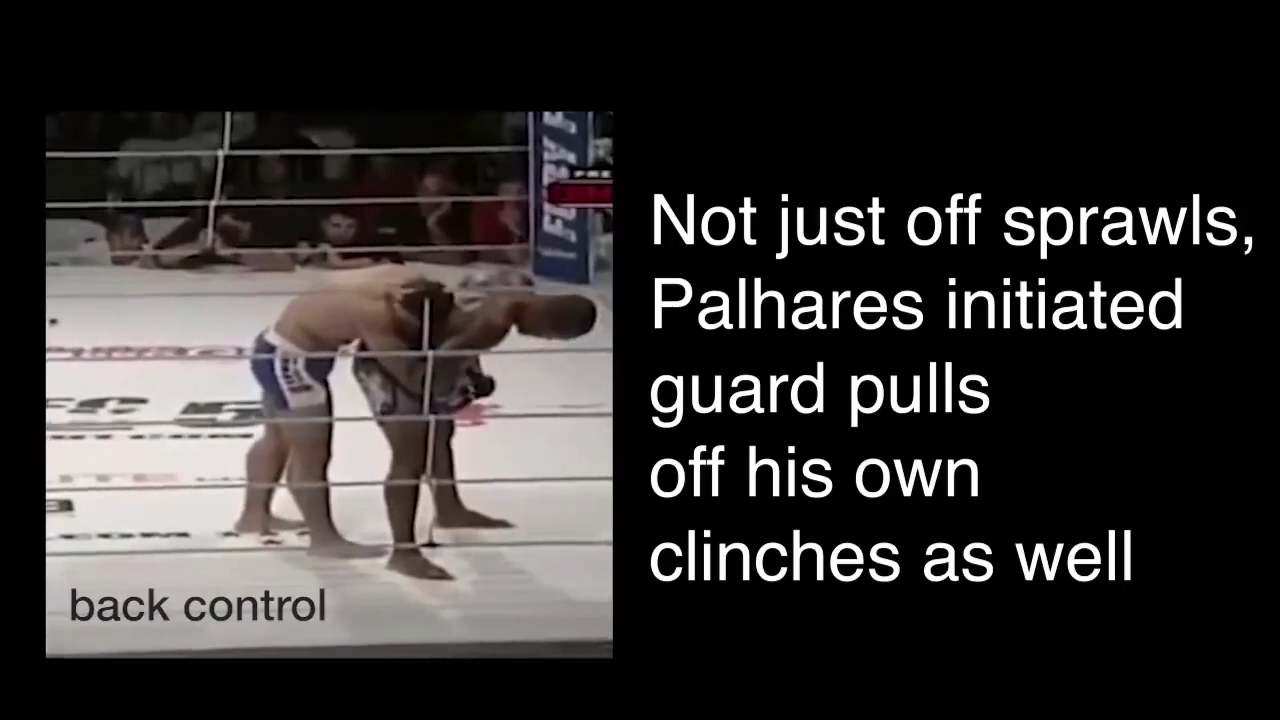 back control
Not just off sprawls,
Palhares initiated
guard pulls
off his own
clinches as well